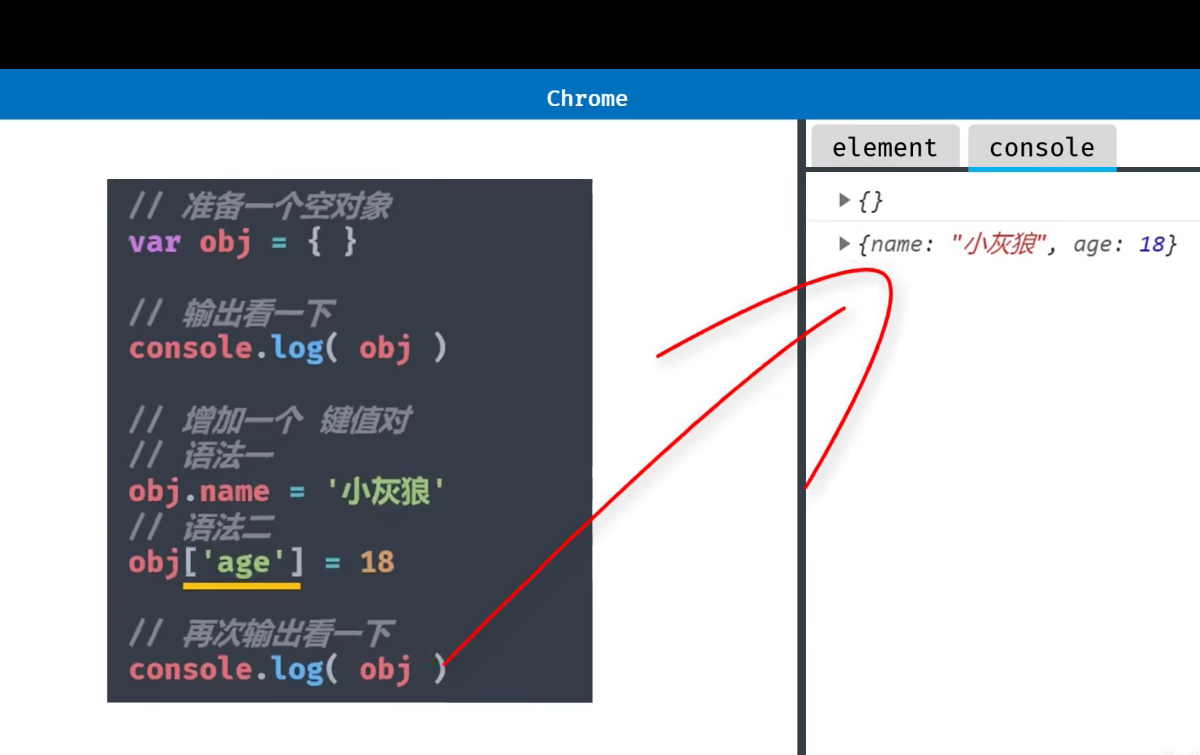 Chrome
// 准备一个空对象
var obj = { }
// 输出看一下
console.log( obj )
// 增加一个 键值对
// 语法一
obj.name = '小灰狼'
// 语法二
obj['age'] = 18
// 再次输出看一下
console.log( obj )
element console
{}
{name: "小灰狼", age: 18}